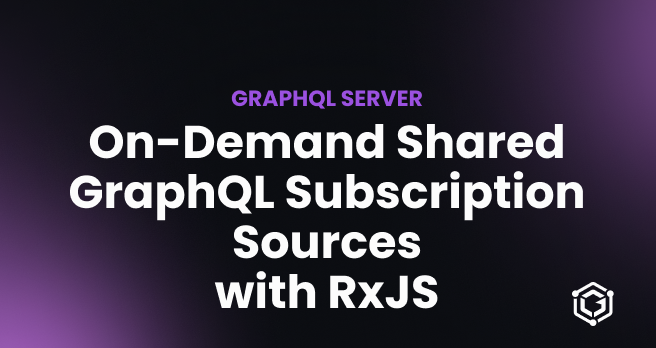 GRAPHQL SERVER
On-Demand Shared
GraphQL Subscription
Sources
with RxJS